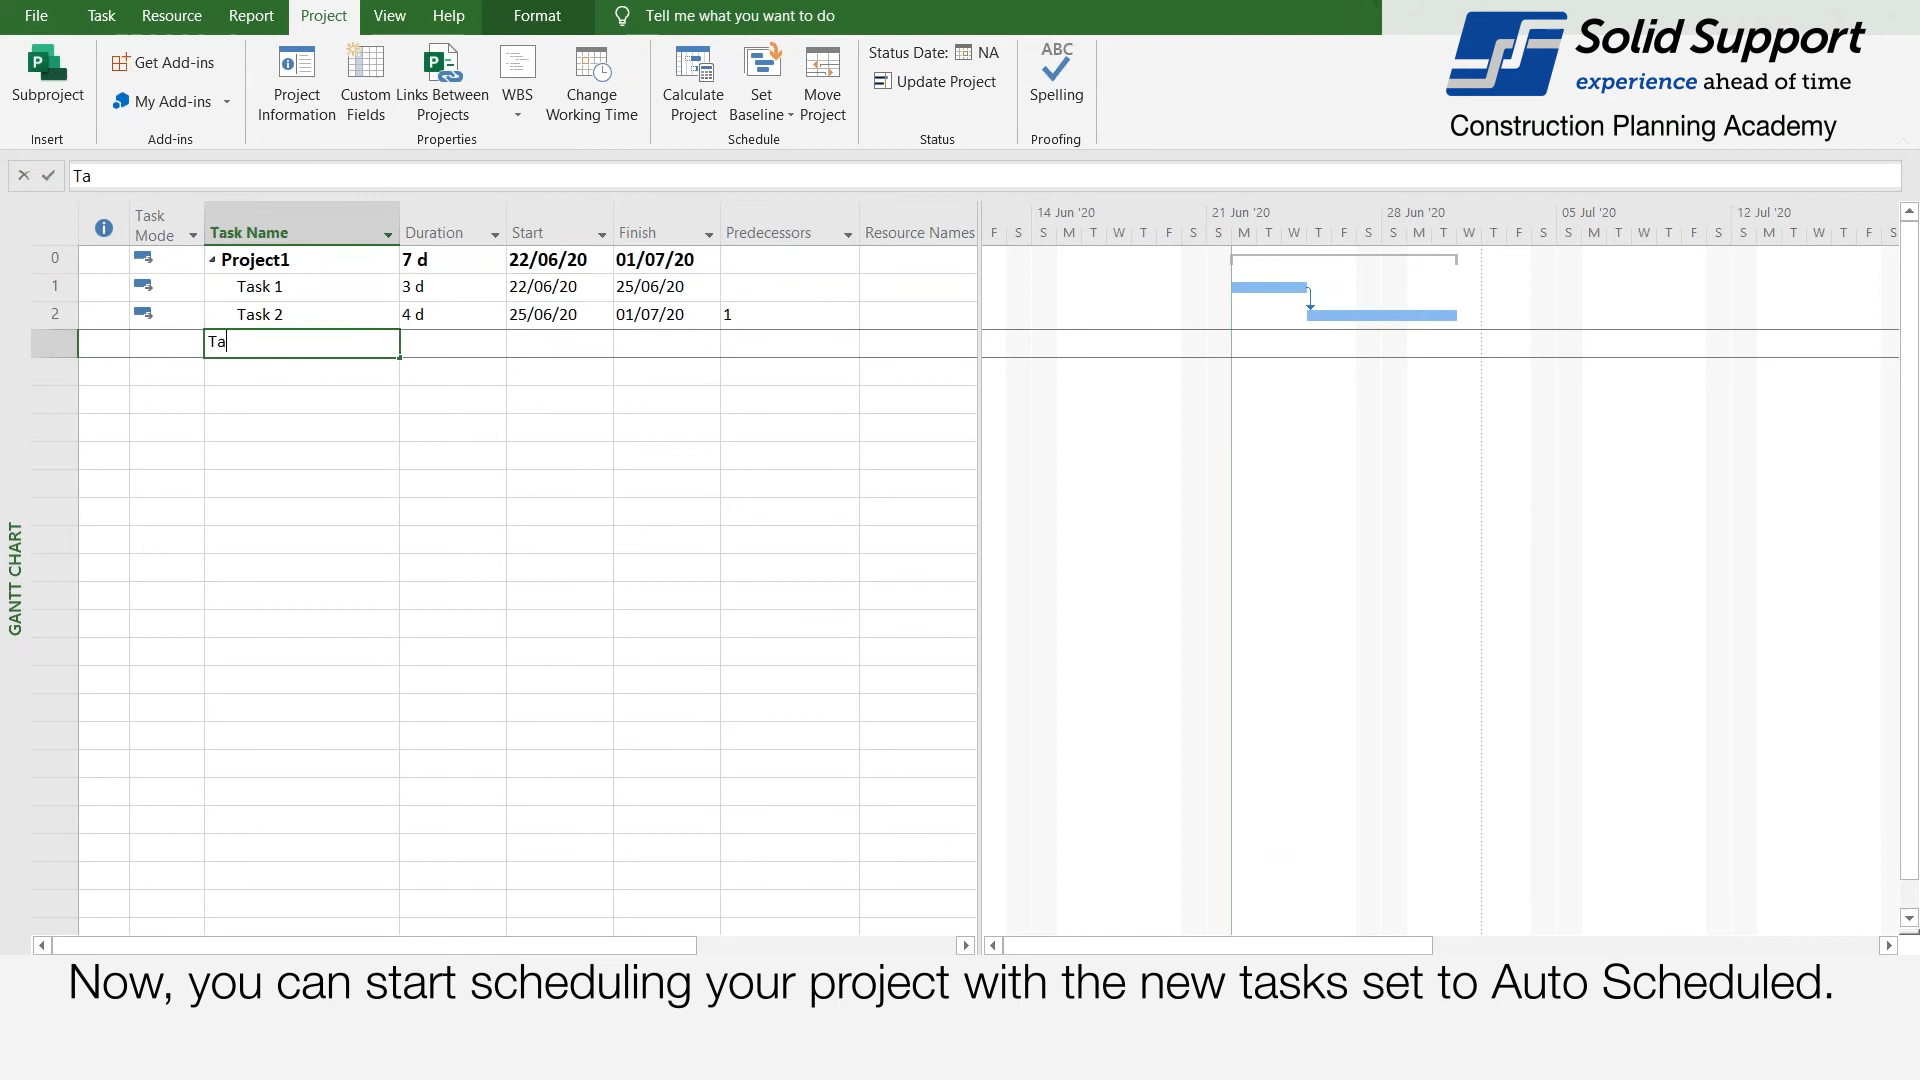 File Task Resource Report Project View Help Format Tell me what you want to do
Solid Support
experience ahead of time
Construction Planning Academy
Subproject
Insert
Get Add-ins
My Add-ins
Add-ins
Project Information
Custom Fields
Links Between Projects
WBS
Change Working Time
Properties
Calculate Project
Set Baseline
Move Project
Schedule
Status Date: NA
Update Project
Status
ABC
Spelling
Proofing
Ta
Task Mode Task Name Duration Start Finish Predecessors Resource Names
0 Project1 7 d 22/06/20 01/07/20
1 Task 1 3 d 22/06/20 25/06/20
2 Task 2 4 d 25/06/20 01/07/20 1
Ta
14 Jun '20 21 Jun '20 28 Jun '20 05 Jul '20 12 Jul '20
F S S M T W T F S S M T W T F S S M T W T F S S M T W T F S S M T W T F S
GANTT CHART
Now, you can start scheduling your project with the new tasks set to Auto Scheduled.